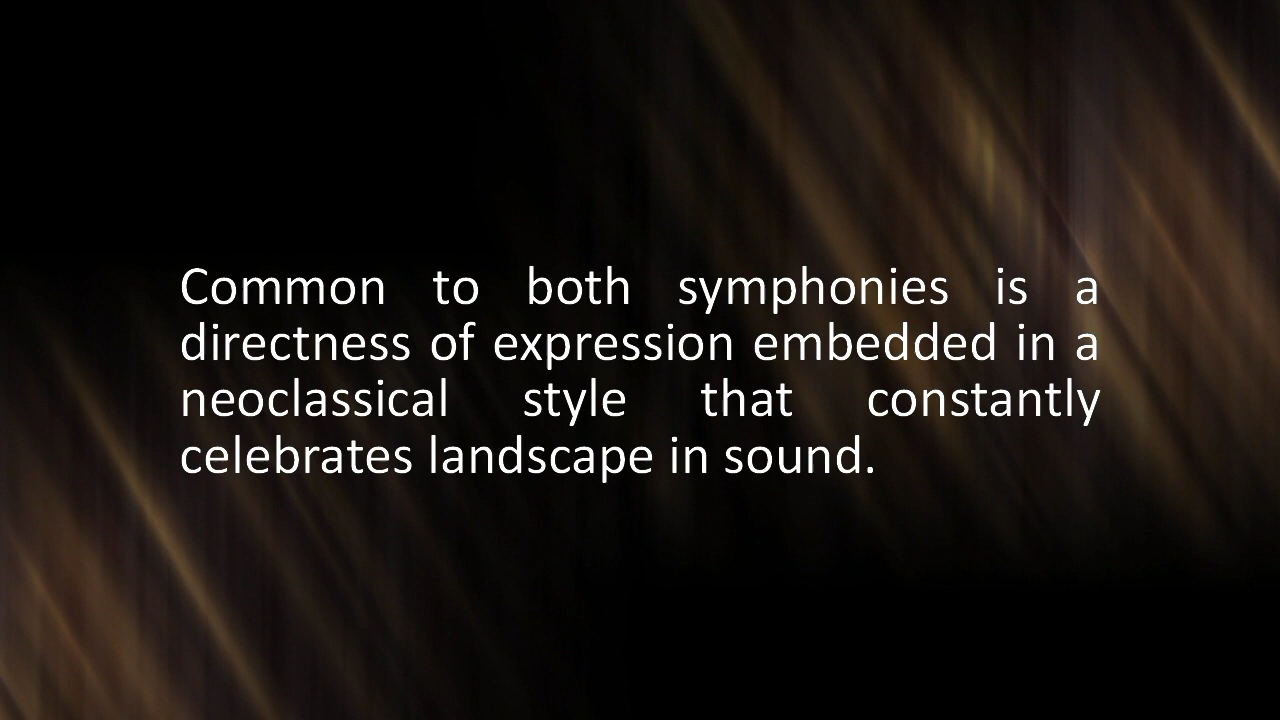 Common to both symphonies is a
directness of expression embedded in a
neoclassical style that constantly
celebrates landscape in sound.